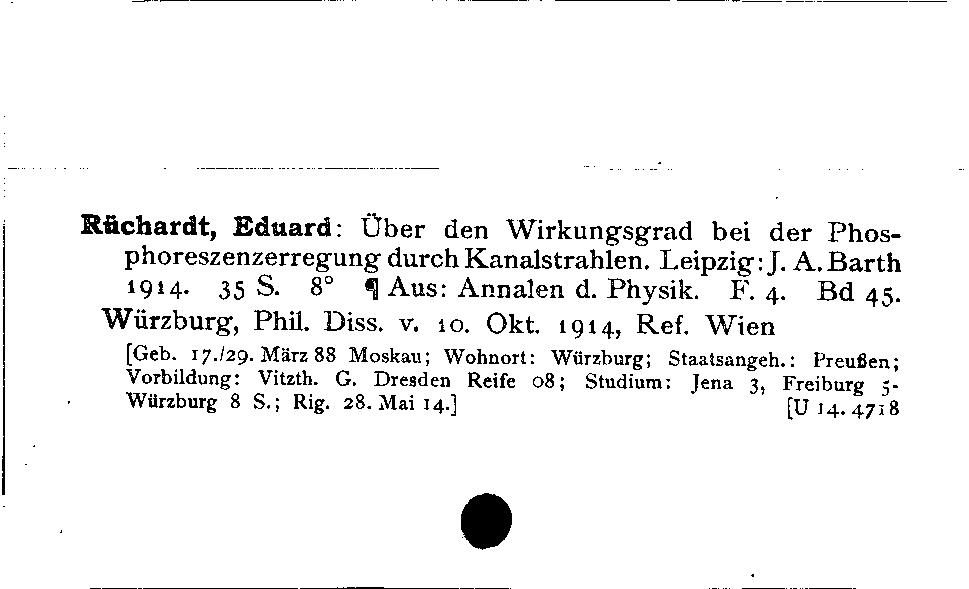 Rüchardt, Eduard: Über den Wirkungsgrad bei der Phos-
phoreszenzerregung durch Kanalstrahlen. Leipzig: J. A. Barth
1914. 35 S. 8° ¶ Aus: Annalen d. Physik. F. 4. Bd 45.
Würzburg, Phil. Diss. v. 10. Okt. 1914, Ref. Wien
[Geb. 17./29. März 88 Moskau; Wohnort: Würzburg; Staatsangeh.: Preußen;
Vorbildung: Vitzth. G. Dresden Reife 08; Studium: Jena 3, Freiburg 5-
Würzburg 8 S.; Rig. 28. Mai 14.] [U 14. 4718